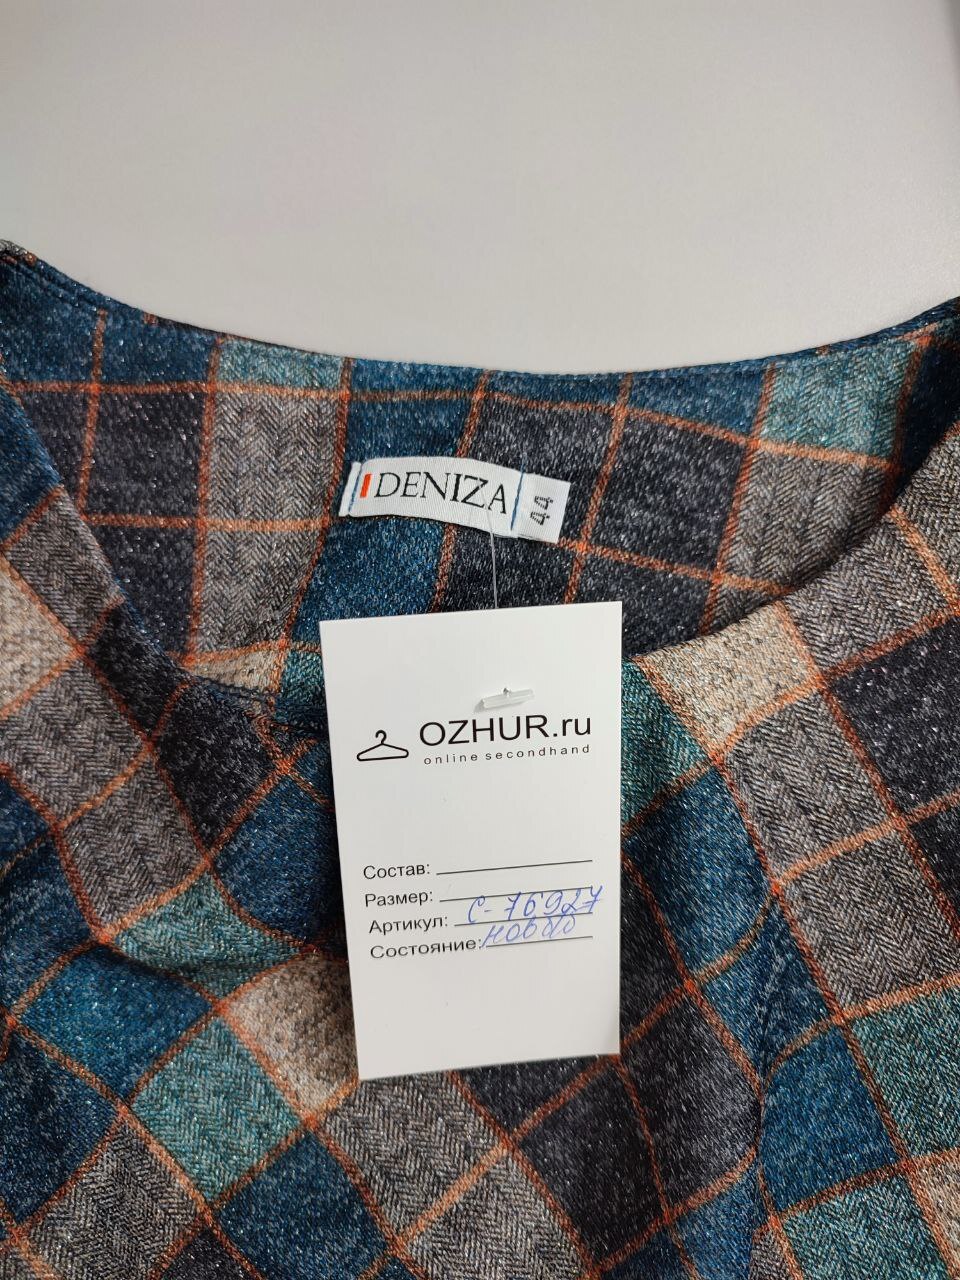 DENIZA
44
OZHUR.ru
online secondhand
Состав:
Размер:
Артикул: С-76927
Состояние: новое